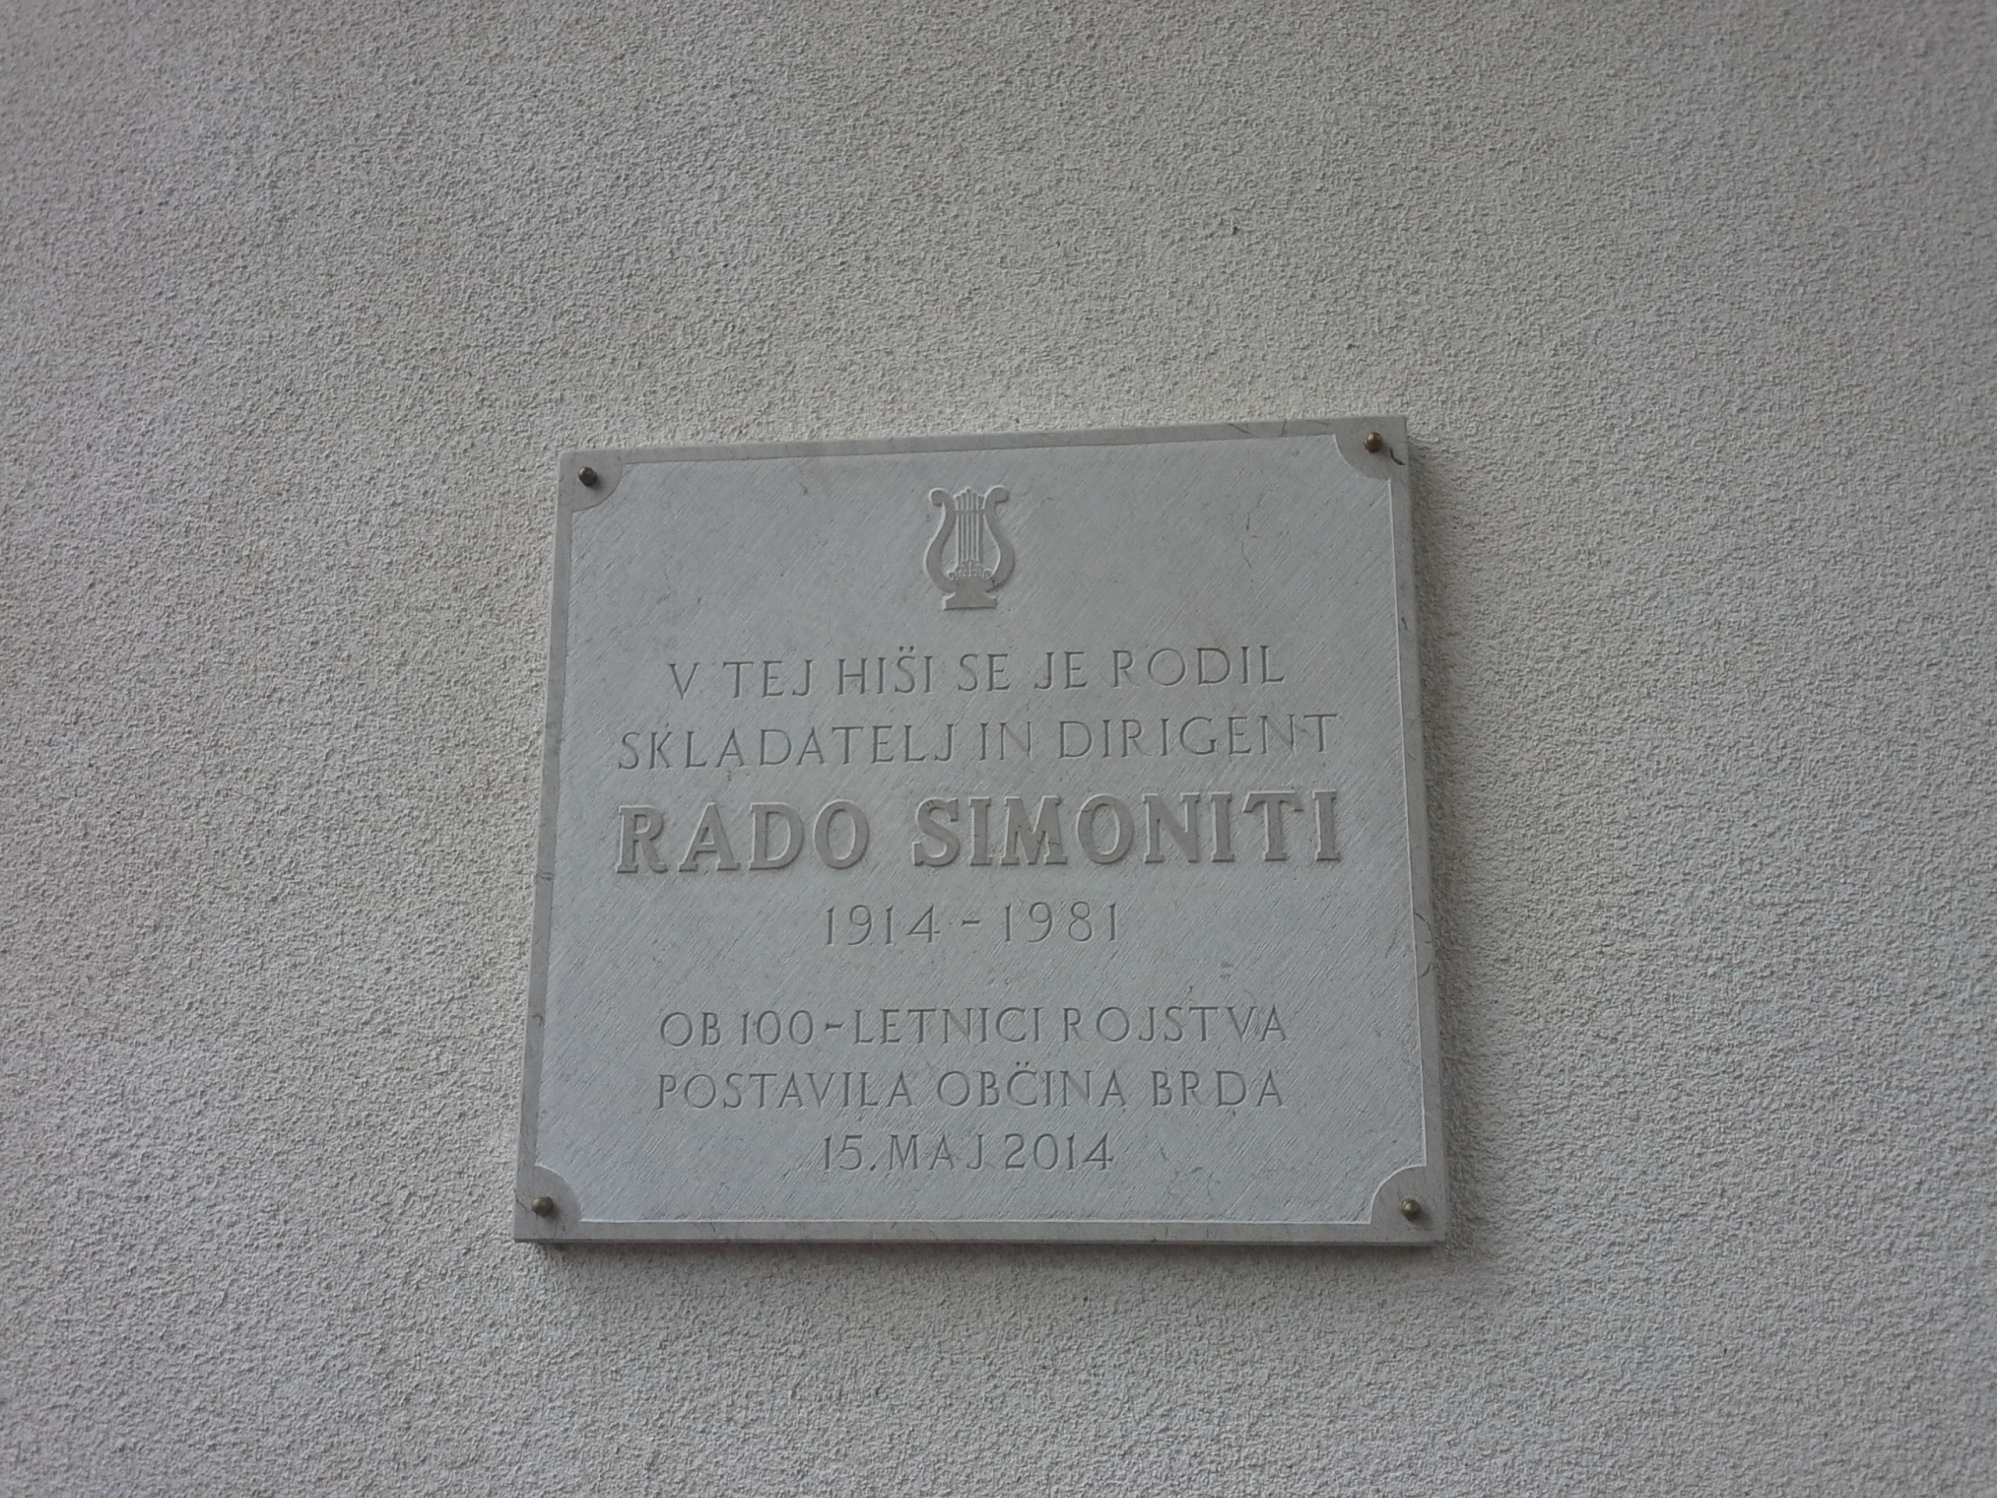 V TEJ HIŠI SE JE RODIL
SKLADATELJ IN DIRIGENT
RADO SIMONITI
1914 - 1981
OB 100-LETNICI ROJSTVA
POSTAVILA OBČINA BRDA
15. MAJ 2014